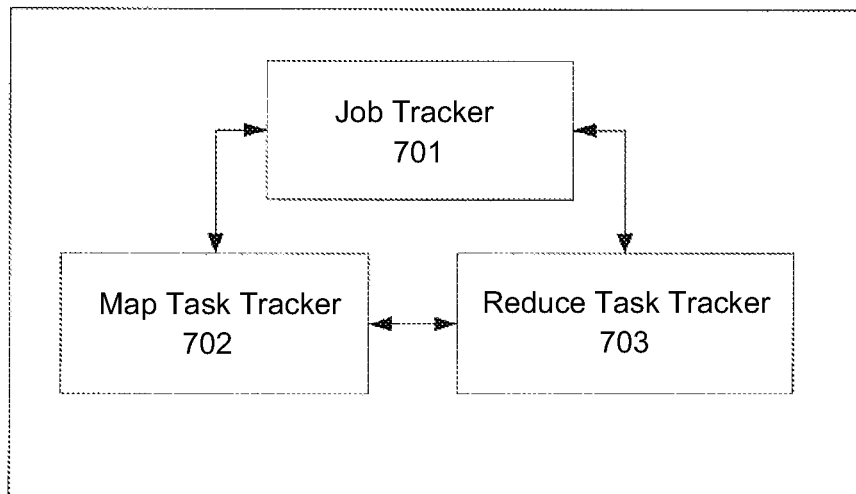 Job Tracker
701
Map Task Tracker
702
Reduce Task Tracker
703